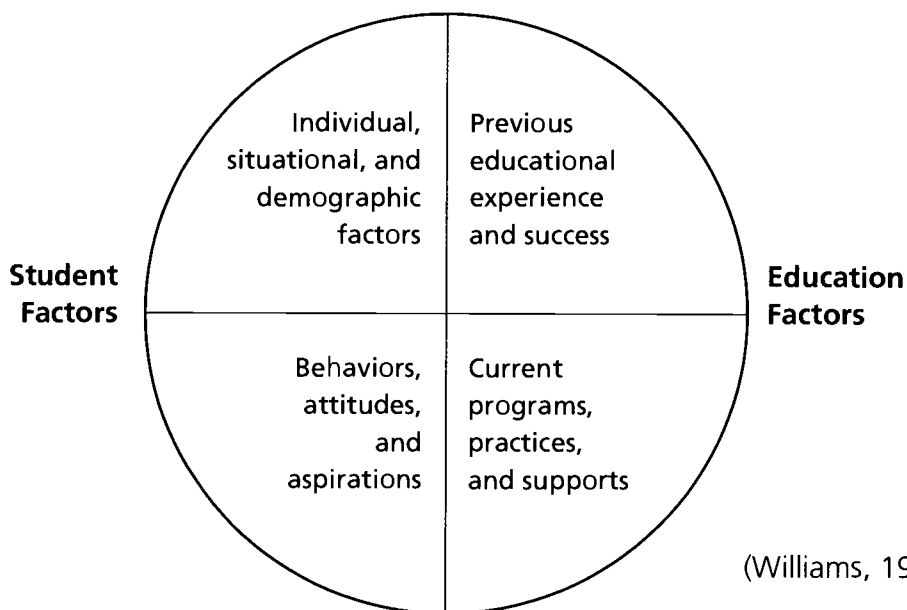 Individual,
situational, and
demographic
factors
Previous
educational
experience
and success
Student
Factors
Education
Factors
Behaviors,
attitudes,
and
aspirations
Current
programs,
practices,
and supports
(Williams, 19